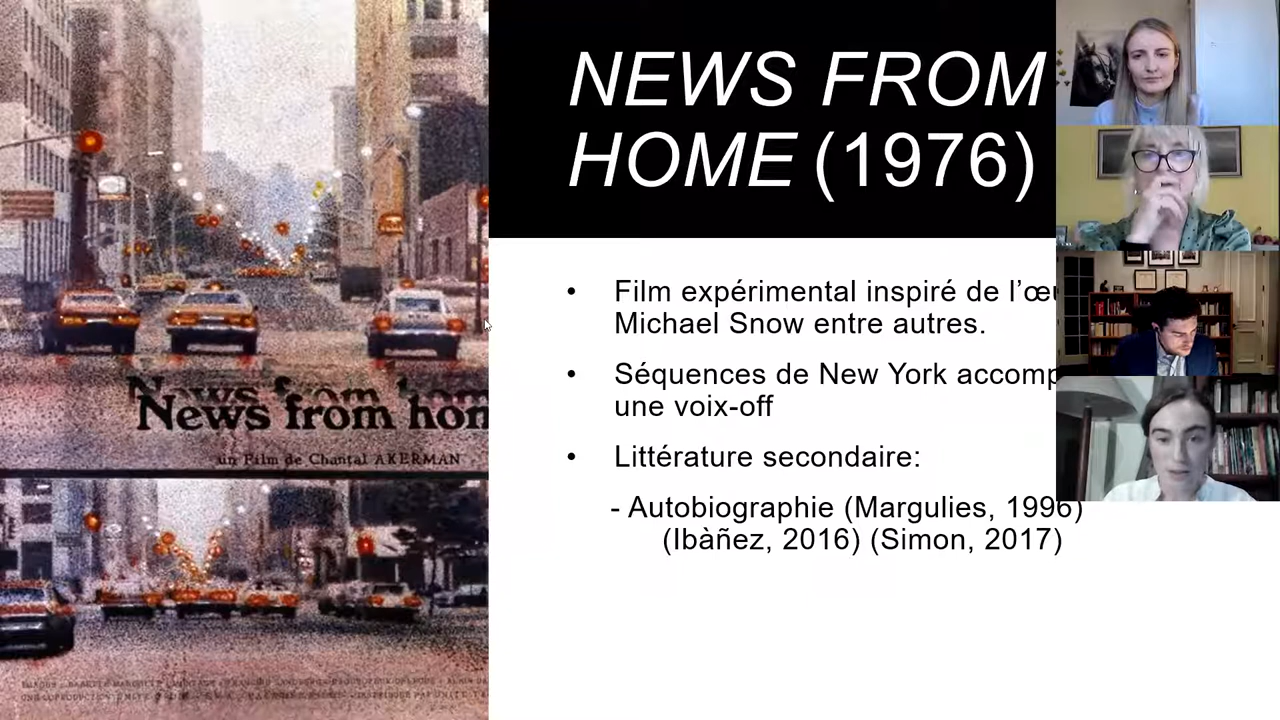 NEWS FROM
HOME (1976)
• Film expérimental inspiré de l’œu
Michael Snow entre autres.
• Séquences de New York accomp
une voix-off
• Littérature secondaire:
- Autobiographie (Margulies, 1996)
(Ibàñez, 2016) (Simon, 2017)
News from hom
un Film de Chantal AKERMAN